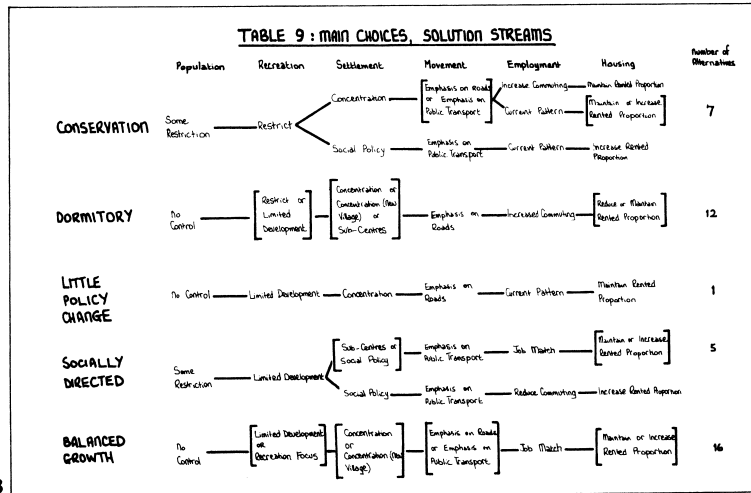 TABLE 9 : MAIN CHOICES, SOLUTION STREAMS
Population Recreation Settlement Movement Employment Housing Number of
Alternatives
CONSERVATION
Some
Restriction
Restrict
Concentration
Emphasis on Roads
or Emphasis on
Public Transport
Increase Commuting
Maintain Rented Proportion
Current Pattern
Maintain or Increase
Rented Proportion
7
Social Policy
Emphasis on
Public Transport
Current Pattern
Increase Rented
Proportion
DORMITORY
No
Control
Restrict or
Limited
Development
Concentration or
Concentration (New
Village) or
Sub-Centres
Emphasis on
Roads
Increased Commuting
Reduce or Maintain
Rented Proportion
12
LITTLE
POLICY
CHANGE
No Control
Limited Development
Concentration
Emphasis on
Roads
Current Pattern
Maintain Rented
Proportion
1
SOCIALLY
DIRECTED
Some
Restriction
Limited Development
Sub-Centres or
Social Policy
Emphasis on
Public Transport
Job Match
Maintain or Increase
Rented Proportion
5
Social Policy
Emphasis on
Public Transport
Reduce Commuting
Increase Rented Proportion
BALANCED
GROWTH
No
Control
Limited Development
or
Recreation Focus
Concentration
or
Concentration (New
Village)
Emphasis on Roads
or Emphasis on
Public Transport
Job Match
Maintain or Increase
Rented Proportion
16